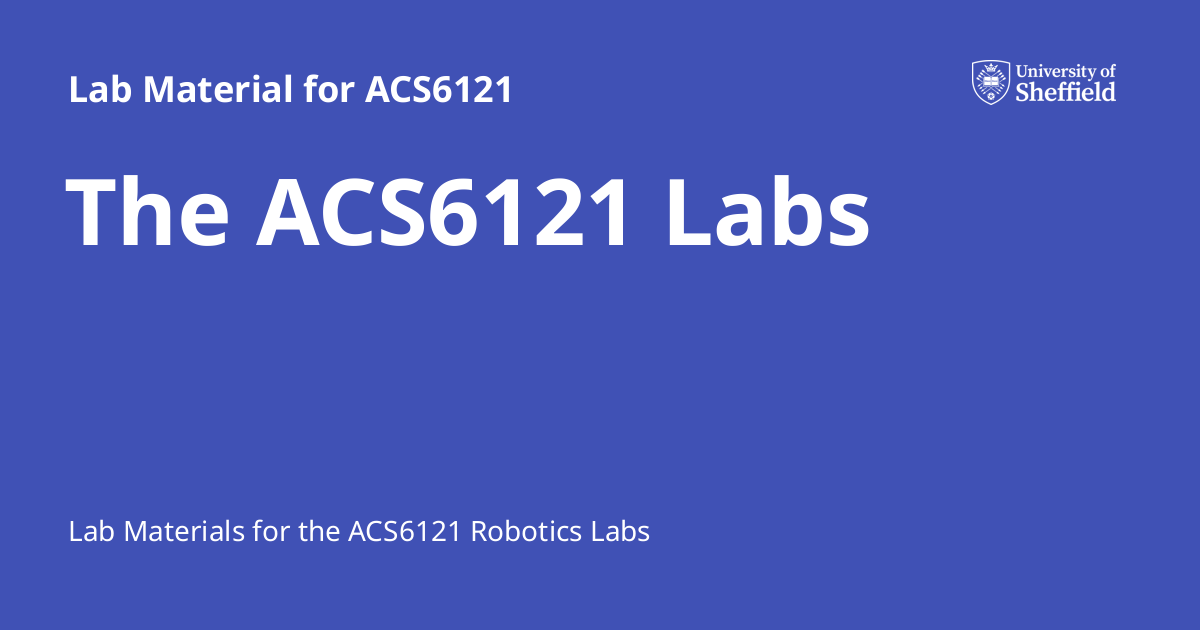 Lab Material for ACS6121
University of
Sheffield
The ACS6121 Labs
Lab Materials for the ACS6121 Robotics Labs